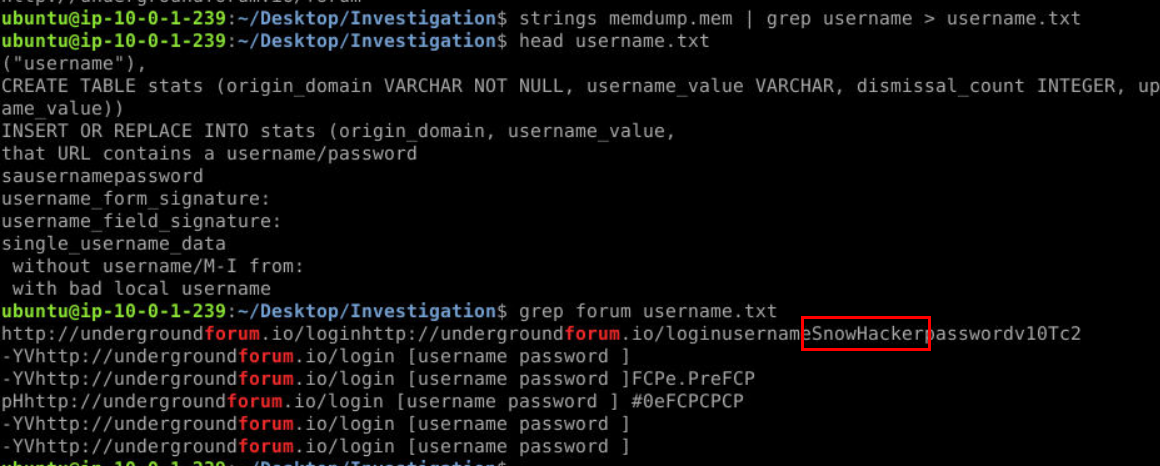 ubuntu@ip-10-0-1-239:~/Desktop/Investigation$ strings memdump.mem | grep username > username.txt
ubuntu@ip-10-0-1-239:~/Desktop/Investigation$ head username.txt
("username"),
CREATE TABLE stats (origin_domain VARCHAR NOT NULL, username_value VARCHAR, dismissal_count INTEGER, up
ame_value))
INSERT OR REPLACE INTO stats (origin_domain, username_value,
that URL contains a username/password
sausernamepassword
username_form_signature:
username_field_signature:
single_username_data
 without username/M-I from:
 with bad local username
ubuntu@ip-10-0-1-239:~/Desktop/Investigation$ grep forum username.txt
http://undergroundforum.io/loginhttp://undergroundforum.io/loginusernameSnowHackerpasswordv10Tc2
-YVhttp://undergroundforum.io/login [username password ]
-YVhttp://undergroundforum.io/login [username password ]FCPe.PreFCP
pHhttp://undergroundforum.io/login [username password ] #0eFCPCPCP
-YVhttp://undergroundforum.io/login [username password ]
-YVhttp://undergroundforum.io/login [username password ]